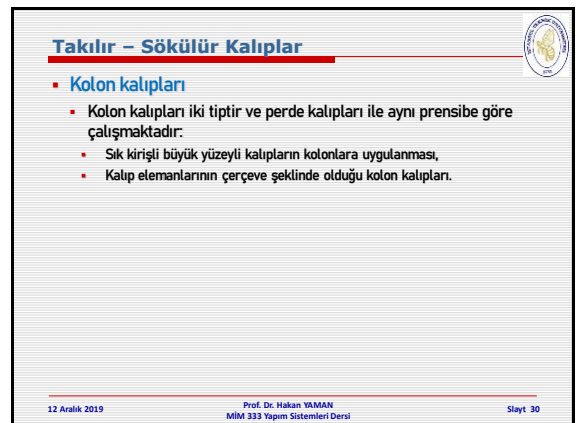 Takılır – Sökülür Kalıplar
Kolon kalıpları
Kolon kalıpları iki tiptir ve perde kalıpları ile aynı prensibe göre
çalışmaktadır:
Sık kirişli büyük yüzeyli kalıpların kolonlara uygulanması,
Kalıp elemanlarının çerçeve şeklinde olduğu kolon kalıpları.
12 Aralık 2019
Prof. Dr. Hakan YAMAN
MİM 333 Yapım Sistemleri Dersi
Slayt 30